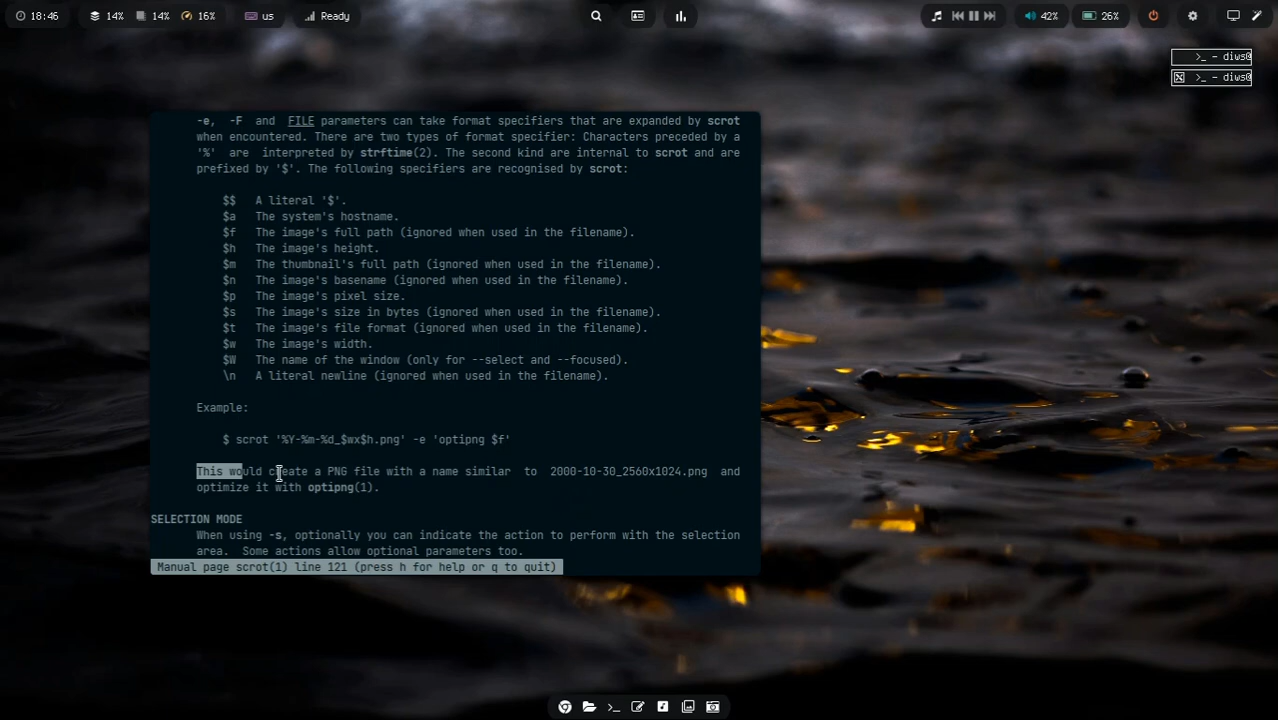 18:46 14% 14% 16% us Ready 42% 26%
>_ - diws@
>_ - diws@
-e, -F and FILE parameters can take format specifiers that are expanded by scrot
when encountered. There are two types of format specifier: Characters preceded by a
'%' are interpreted by strftime(2). The second kind are internal to scrot and are
prefixed by '$'. The following specifiers are recognised by scrot:
$$ A literal '$'.
$a The system's hostname.
$f The image's full path (ignored when used in the filename).
$h The image's height.
$m The thumbnail's full path (ignored when used in the filename).
$n The image's basename (ignored when used in the filename).
$p The image's pixel size.
$s The image's size in bytes (ignored when used in the filename).
$t The image's file format (ignored when used in the filename).
$w The image's width.
$W The name of the window (only for --select and --focused).
\n A literal newline (ignored when used in the filename).
Example:
$ scrot '%Y-%m-%d_$wx$h.png' -e 'optipng $f'
This would create a PNG file with a name similar to 2000-10-30_2560x1024.png and
optimize it with optipng(1).
SELECTION MODE
When using -s, optionally you can indicate the action to perform with the selection
area. Some actions allow optional parameters too.
Manual page scrot(1) line 121 (press h for help or q to quit)